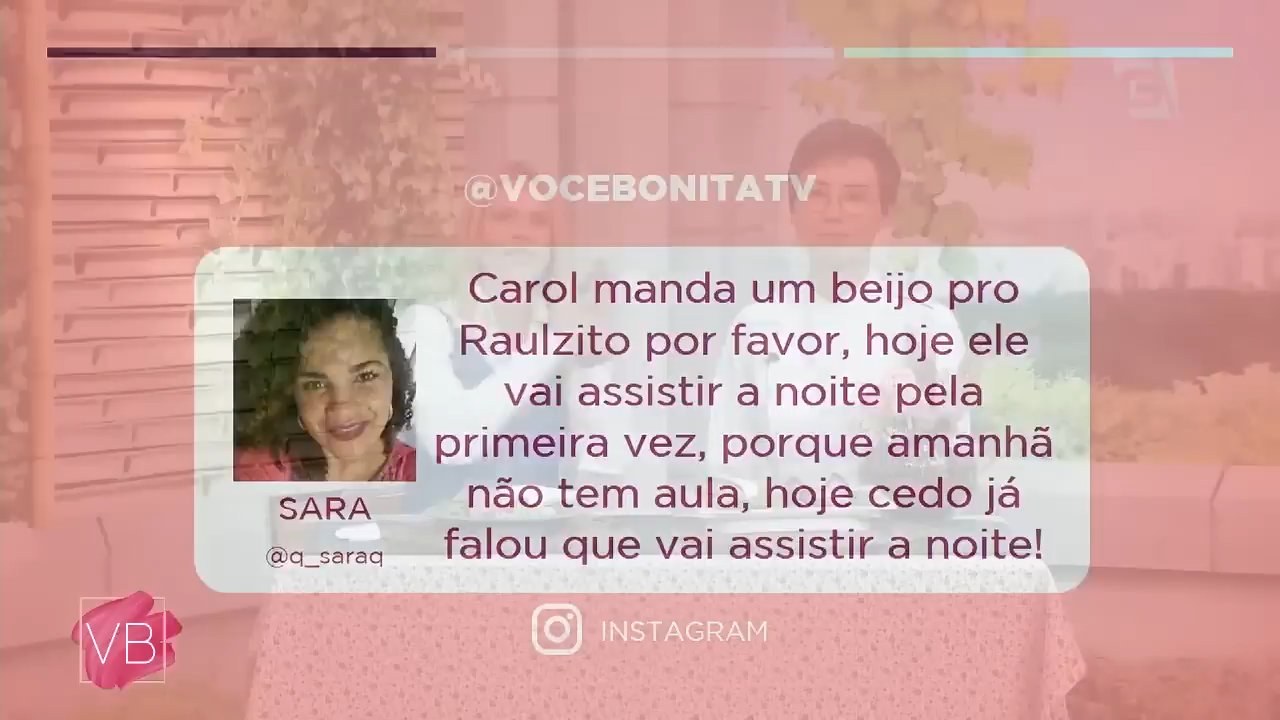 @VOCEBONITATV
Carol manda um beijo pro
Raulzito por favor, hoje ele
vai assistir a noite pela
primeira vez, porque amanhã
não tem aula, hoje cedo já
falou que vai assistir a noite!
SARA
@q_saraq
VB
INSTAGRAM